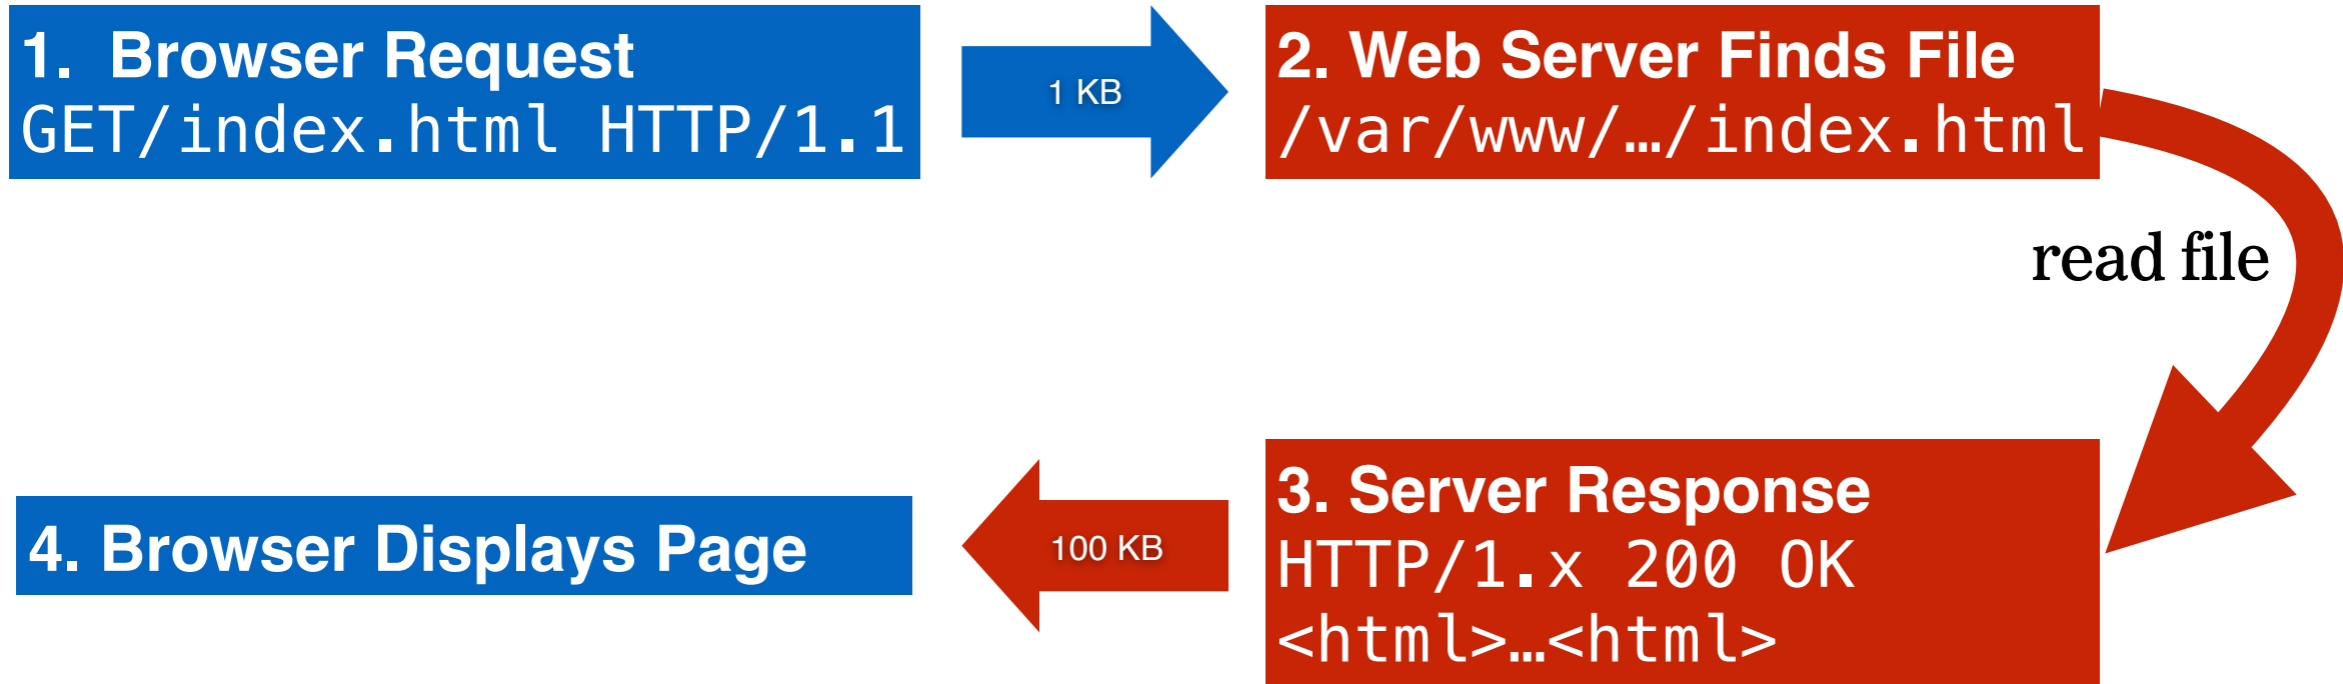 1. Browser Request
GET/index.html HTTP/1.1
1 KB
2. Web Server Finds File
/var/www/…/index.html
read file
3. Server Response
HTTP/1.x 200 OK
<html>…<html>
100 KB
4. Browser Displays Page